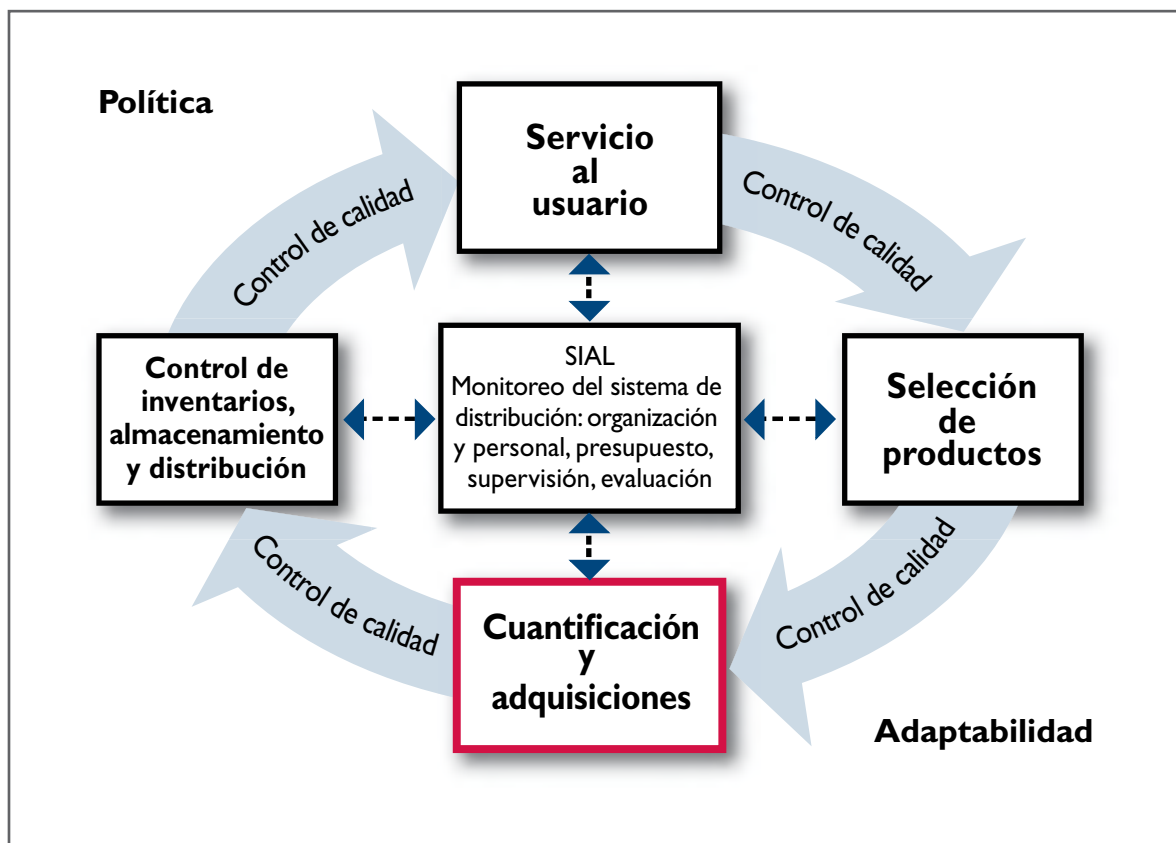 Política
Servicio
al
usuario
Control de calidad
Control de calidad
Control de
inventarios,
almacenamiento
y distribución
SIAL
Monitoreo del sistema de
distribución: organización
y personal, presupuesto,
supervisión, evaluación
Selección
de
productos
Control de calidad
Control de calidad
Cuantificación
y
adquisiciones
Adaptabilidad